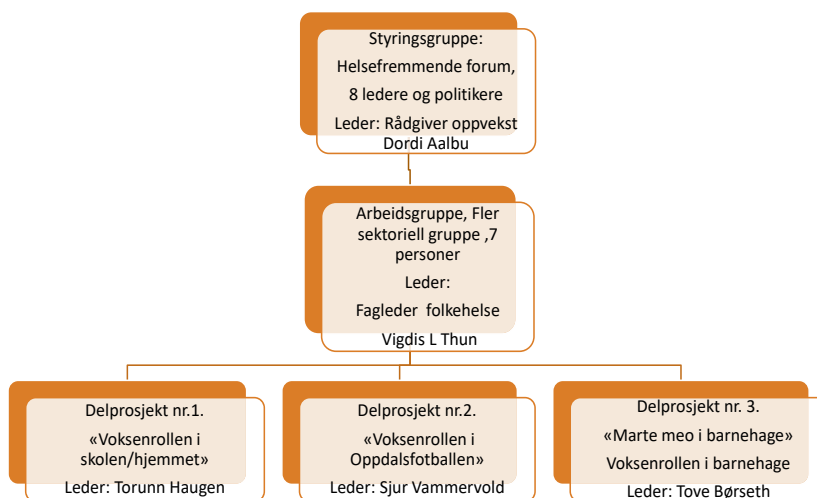 Styringsgruppe:
Helsefremmende forum,
8 ledere og politikere
Leder: Rådgiver oppvekst
Dordi Aalbu
Arbeidsgruppe, Fler
sektoriell gruppe ,7
personer
Leder:
Fagleder folkehelse
Vigdis L Thun
Delprosjekt nr.1.
«Voksenrollen i
skolen/hjemmet»
Leder: Torunn Haugen
Delprosjekt nr.2.
«Voksenrollen i
Oppdalsfotballen»
Leder: Sjur Vammervold
Delprosjekt nr. 3.
«Marte meo i barnehage»
Voksenrollen i barnehage
Leder: Tove Børseth